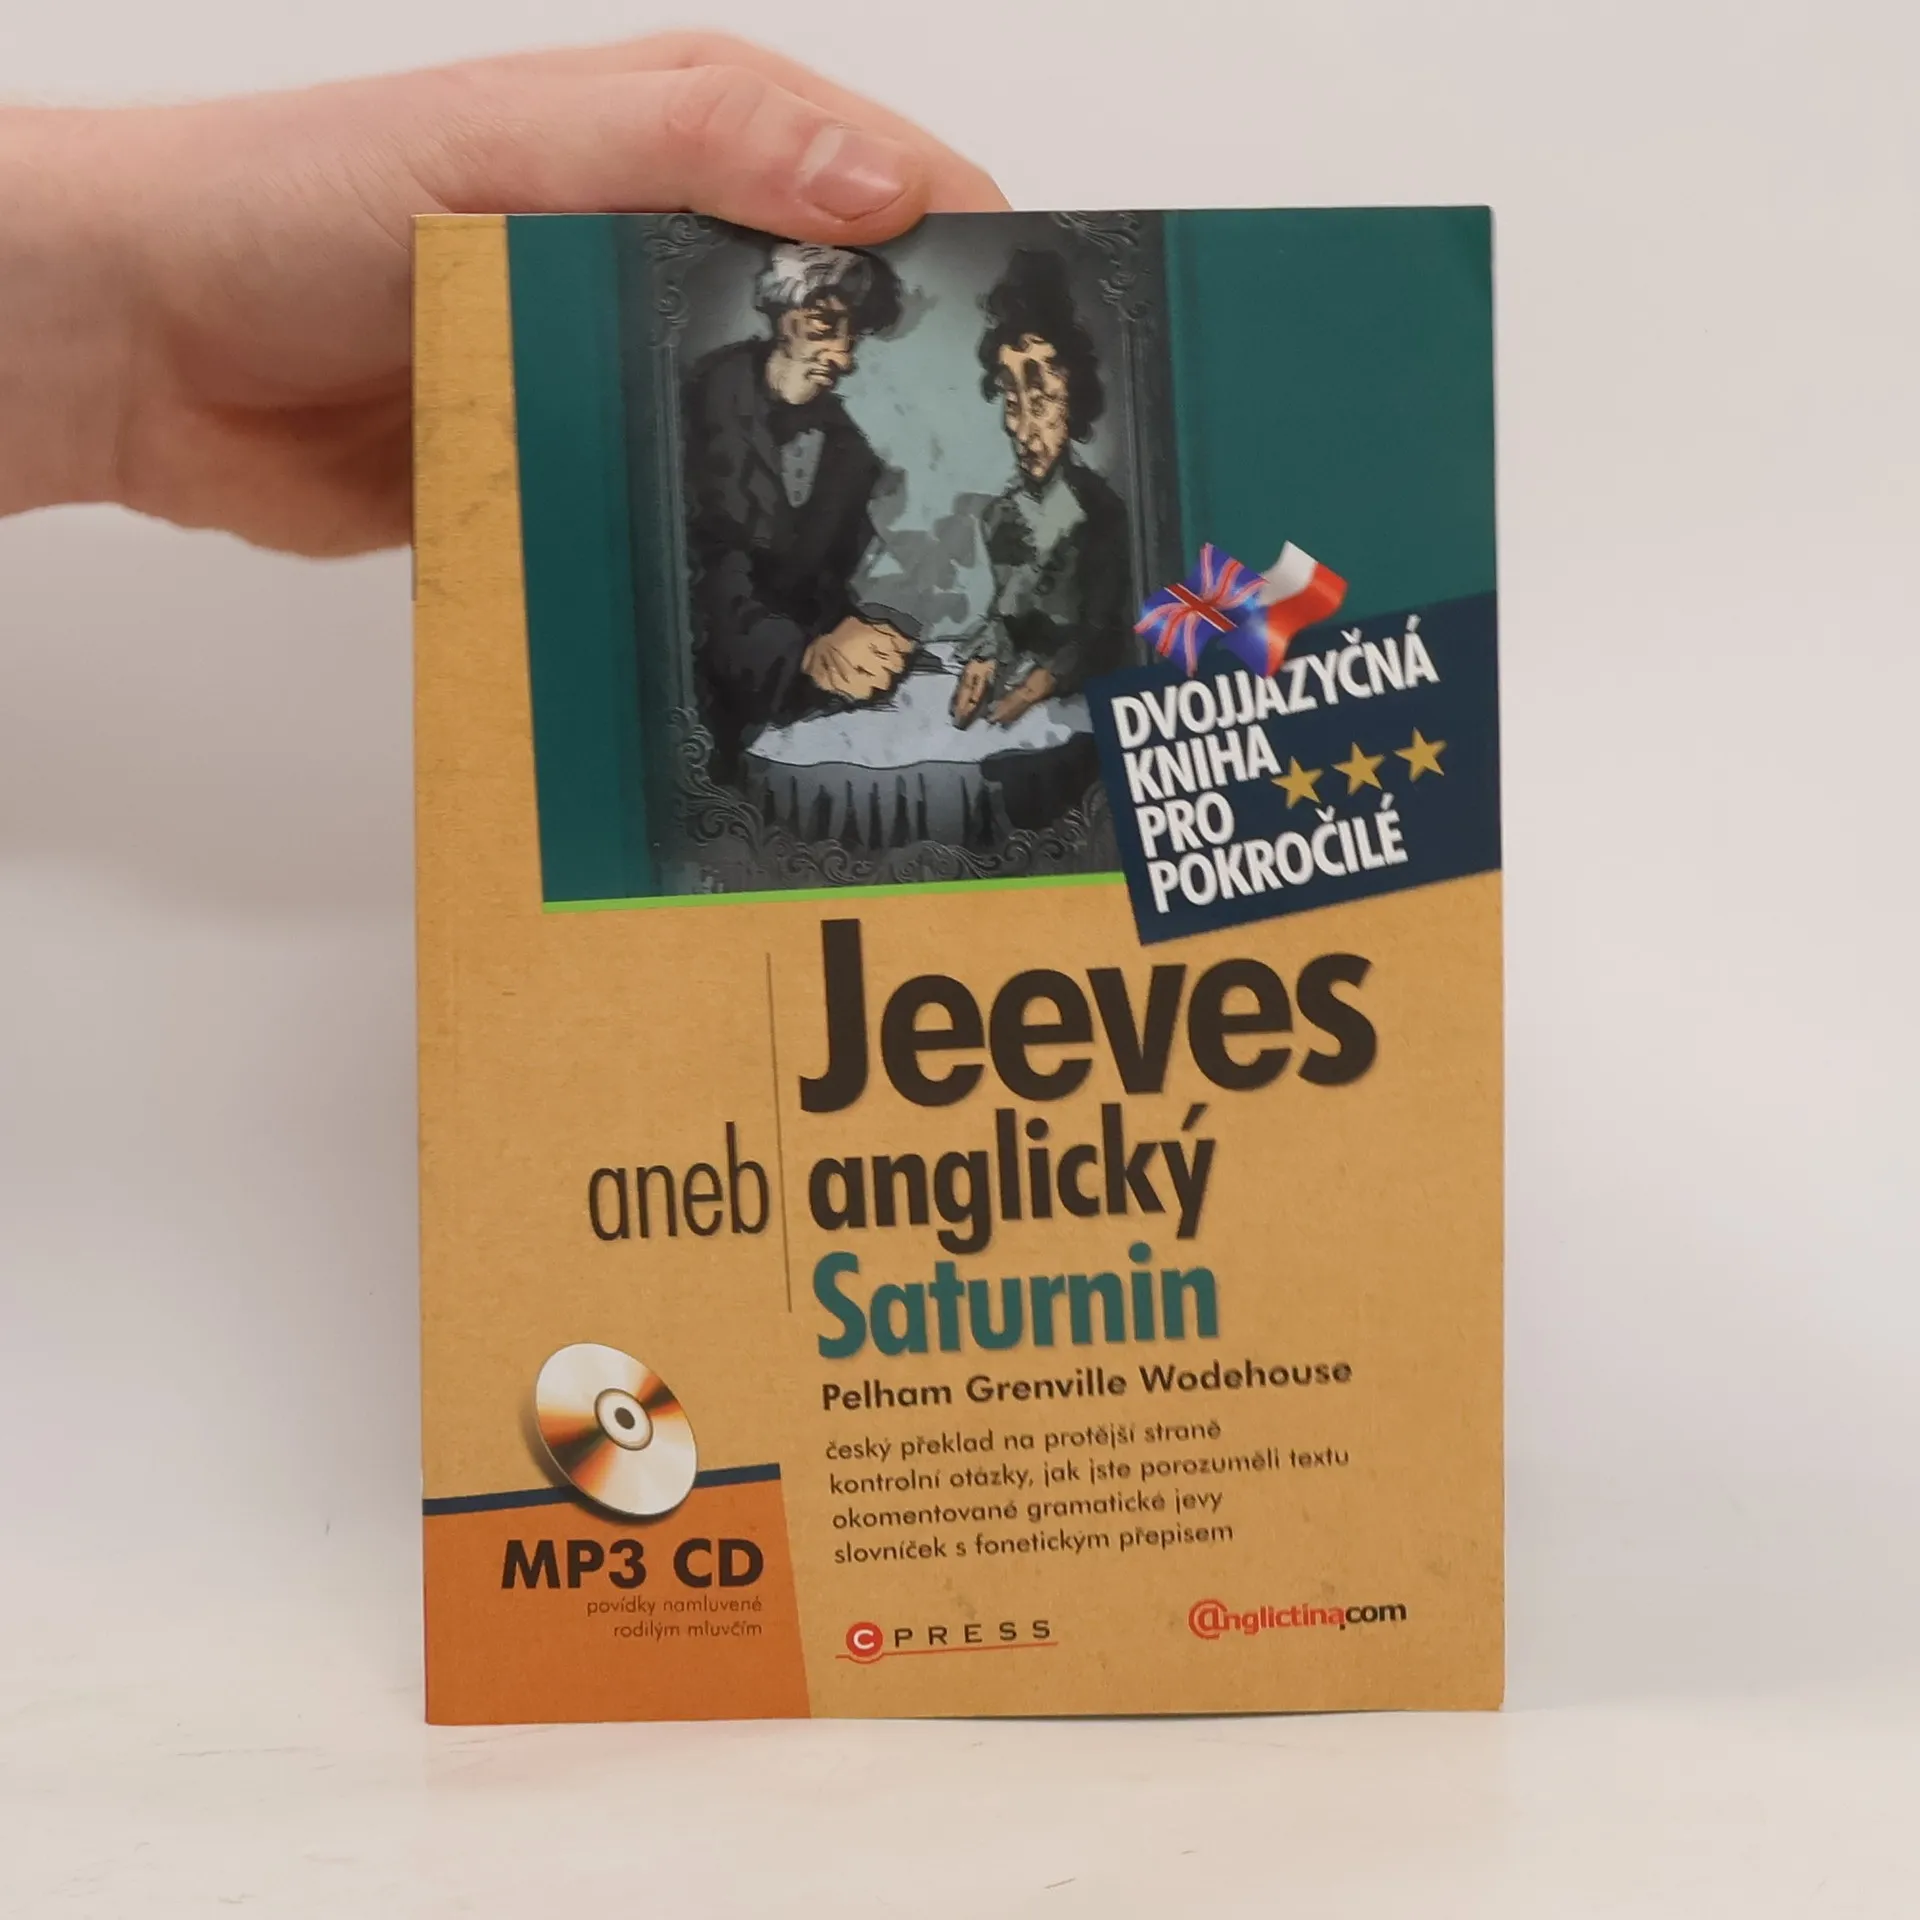 DVOJJAZYČNÁ
KNIHA
PRO
POKROČILÉ
Jeeves
aneb anglický
Saturnin
Pelham Grenville Wodehouse
český překlad na protější straně
kontrolní otázky, jak jste porozuměli textu
okomentované gramatické jevy
slovníček s fonetickým přepisem
MP3 CD
povídky namluvené
rodilým mluvčím
C PRESS
@nglictina.com